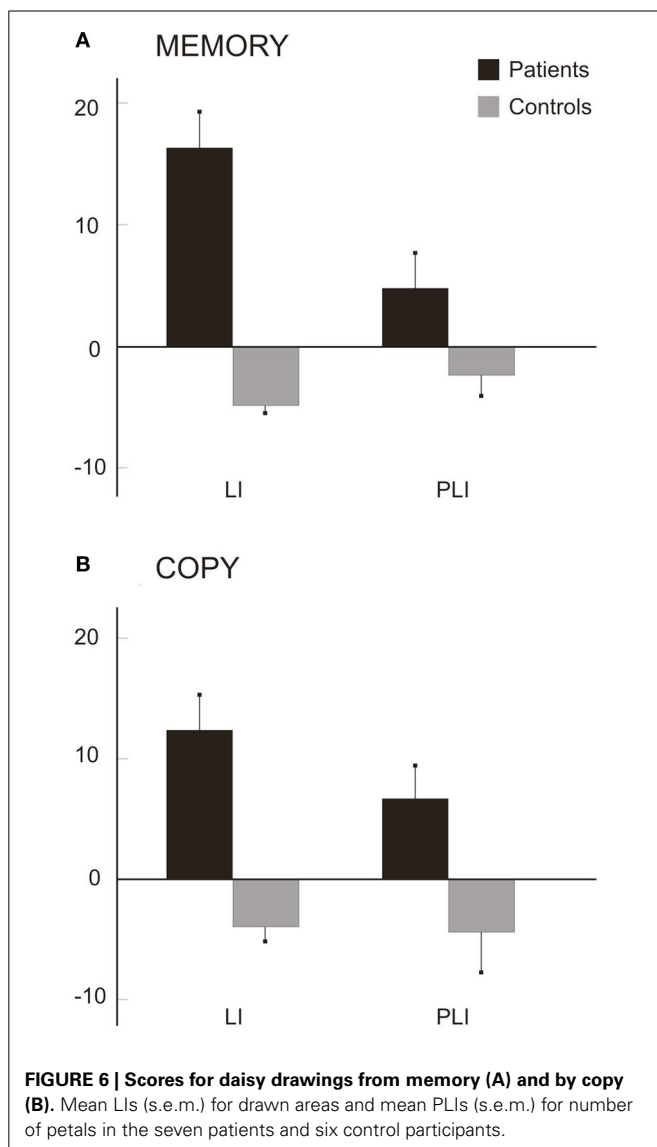 A MEMORY
Patients
Controls
20
10
0
-10
LI PLI
B COPY
20
10
0
-10
LI PLI
FIGURE 6 | Scores for daisy drawings from memory (A) and by copy
(B). Mean LIs (s.e.m.) for drawn areas and mean PLIs (s.e.m.) for number
of petals in the seven patients and six control participants.